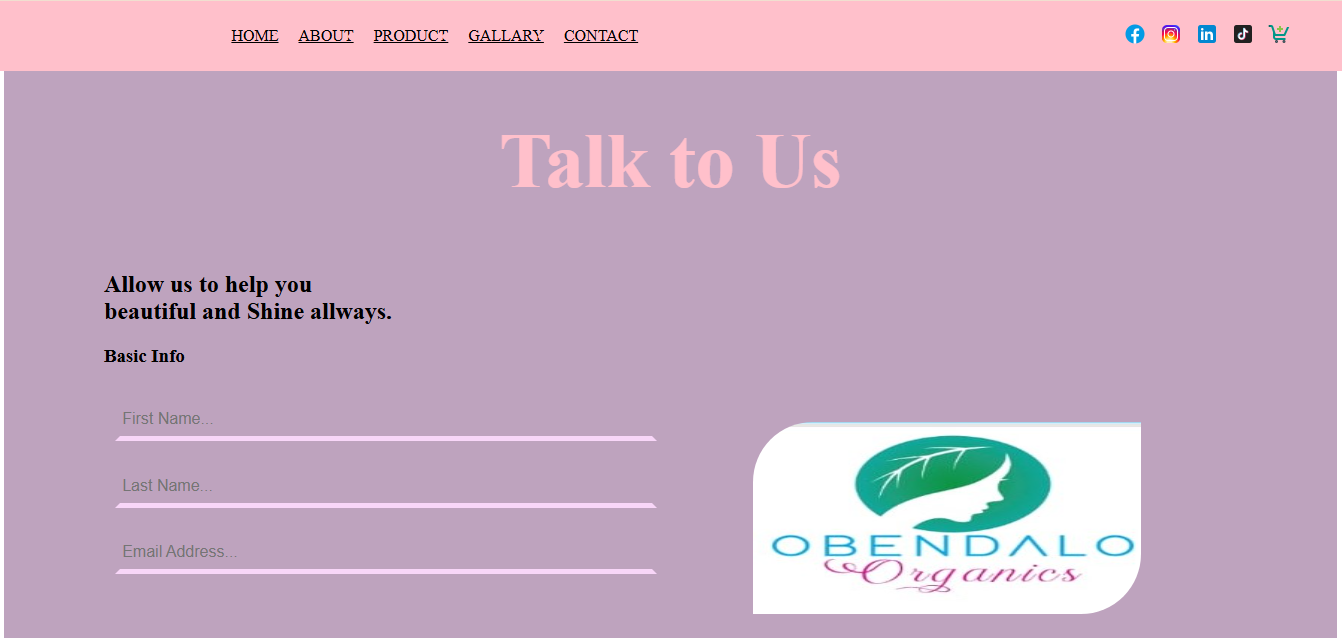 HOME ABOUT PRODUCT GALLARY CONTACT
Talk to Us
Allow us to help you
beautiful and Shine allways.
Basic Info
First Name...
Last Name...
Email Address...
OBENDALO
Organics